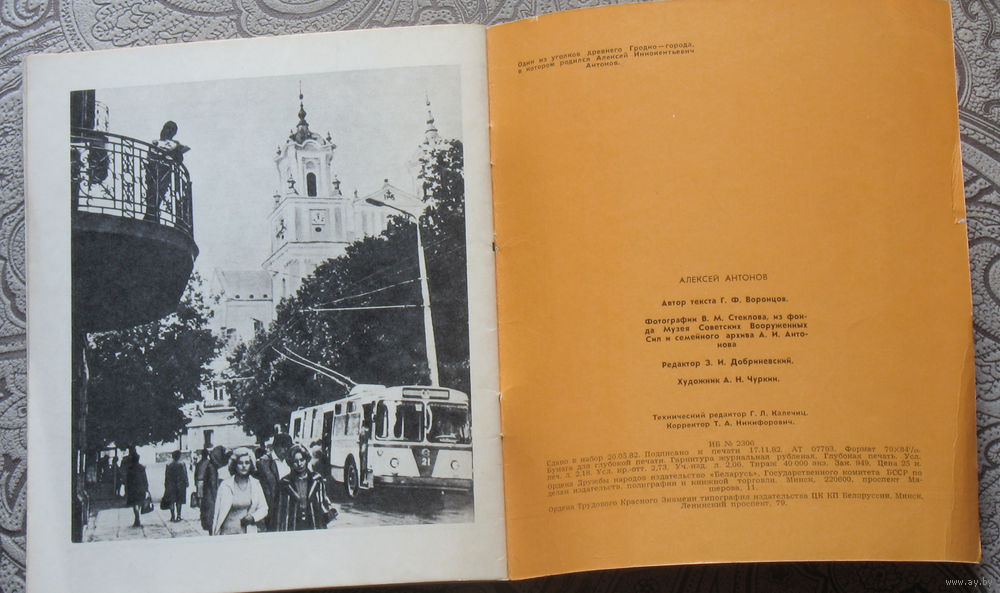 Один из уголков древнего Гродно — города,
в котором родился Алексей Иннокентьевич
Антонов.
АЛЕКСЕЙ АНТОНОВ
Автор текста Г. Ф. Воронцов.
Фотографии В. М. Стеклова, из фон-
да Музея Советских Вооруженных
Сил и семейного архива А. И. Анто-
нова
Редактор З. И. Добриневский.
Художник А. Н. Чуркин.
Технический редактор Г. Л. Калечиц.
Корректор Т. А. Никифорович.
ИБ № 2306
Сдано в набор 20.05.82. Подписано к печати 17.11.82. АТ 07763. Формат 70х84/
Бумага для глубокой печати. Гарнитура журнальная рубленая. Глубокая печать. Усл.
печ. л. 2,18. Усл. кр.-отт. 2,73. Уч.-изд. л. 2,06. Тираж 40 000 экз. Зак. 949. Цена 25 к.
Ордена Дружбы народов издательство «Беларусь» Государственного комитета БССР по
делам издательств, полиграфии и книжной торговли. Минск, 220600, проспект Ма-
шерова, 11.
Ордена Трудового Красного Знамени типография издательства ЦК КП Белоруссии. Минск,
Ленинский проспект, 79.
21
www.ay.by